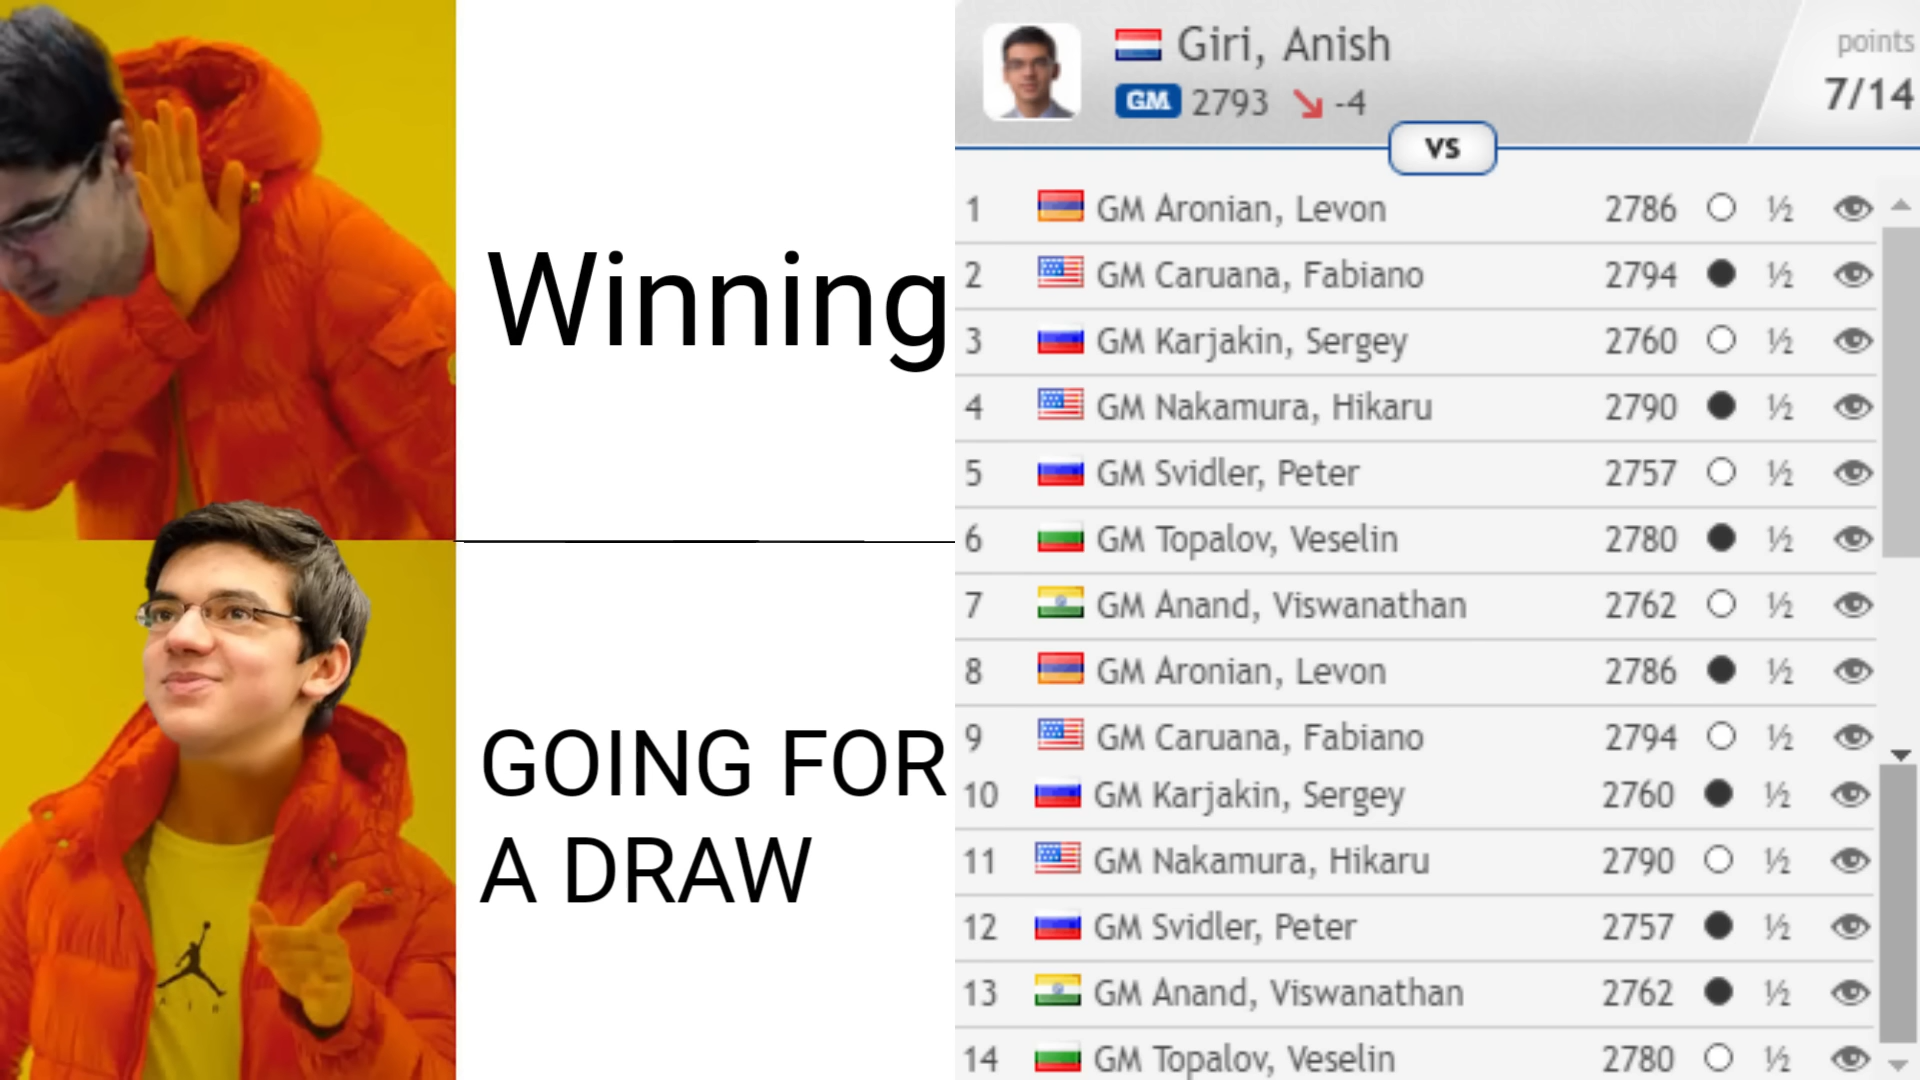 Winning
GOING FOR
A DRAW
Giri, Anish
GM 2793 -4
points
7/14
VS
1 GM Aronian, Levon 2786 ½
2 GM Caruana, Fabiano 2794 ½
3 GM Karjakin, Sergey 2760 ½
4 GM Nakamura, Hikaru 2790 ½
5 GM Svidler, Peter 2757 ½
6 GM Topalov, Veselin 2780 ½
7 GM Anand, Viswanathan 2762 ½
8 GM Aronian, Levon 2786 ½
9 GM Caruana, Fabiano 2794 ½
10 GM Karjakin, Sergey 2760 ½
11 GM Nakamura, Hikaru 2790 ½
12 GM Svidler, Peter 2757 ½
13 GM Anand, Viswanathan 2762 ½
14 GM Topalov, Veselin 2780 ½
A I R